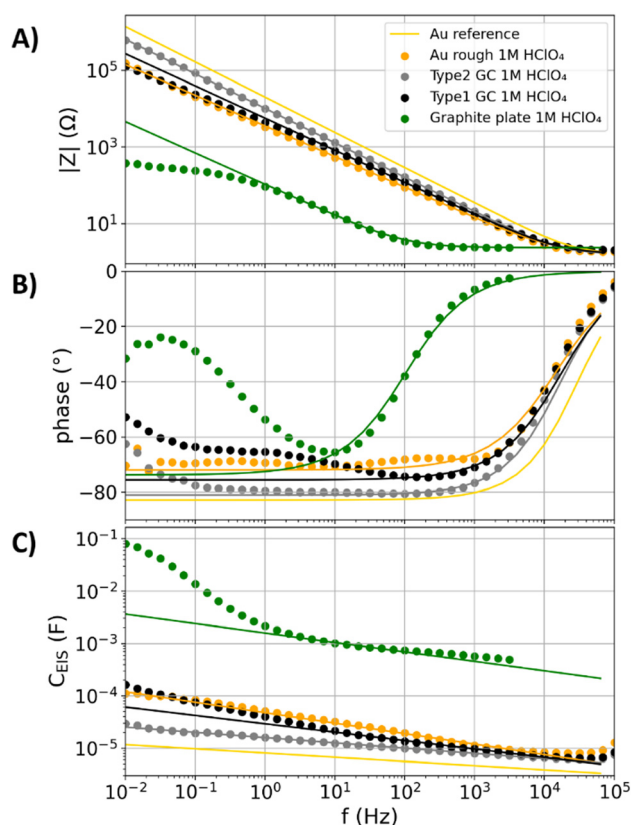 A)
|Z| (Ω)
10⁵
10³
10¹
Au reference
Au rough 1M HClO₄
Type2 GC 1M HClO₄
Type1 GC 1M HClO₄
Graphite plate 1M HClO₄
B)
phase (°)
0
−20
−40
−60
−80
C)
C_EIS (F)
10⁻¹
10⁻²
10⁻³
10⁻⁴
10⁻⁵
10⁻² 10⁻¹ 10⁰ 10¹ 10² 10³ 10⁴ 10⁵
f (Hz)